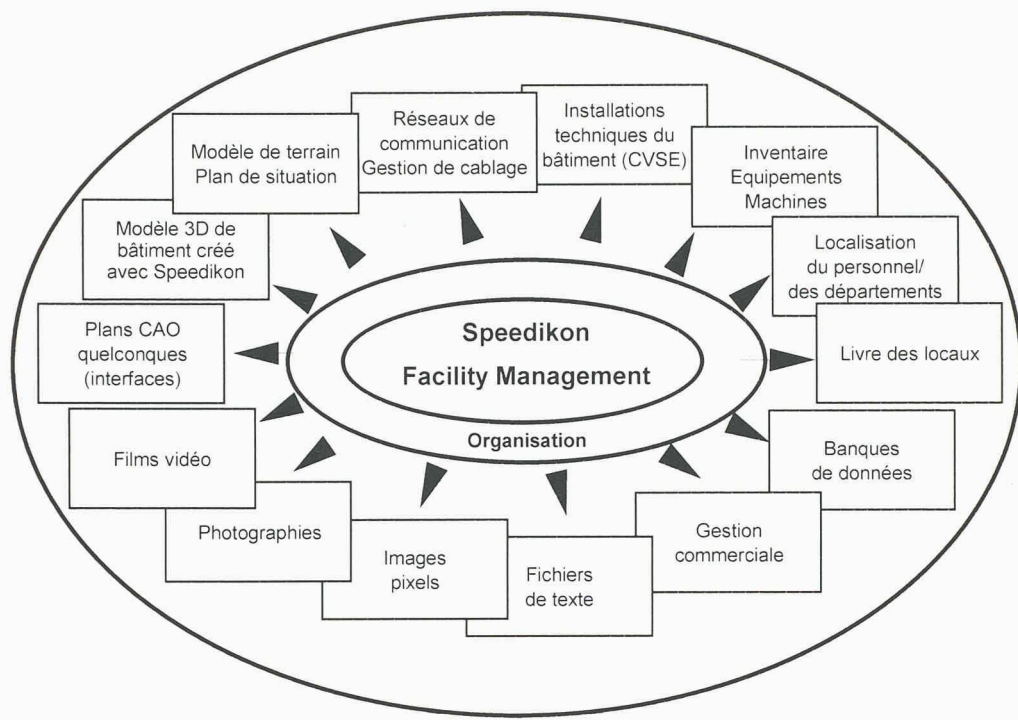 Réseaux de
communication
Gestion de cablage
Installations
techniques du
bâtiment (CVSE)
Modèle de terrain
Plan de situation
Inventaire
Equipements
Machines
Modèle 3D de
bâtiment créé
avec Speedikon
Localisation
du personnel/
des départements
Plans CAO
quelconques
(interfaces)
Speedikon
Facility Management
Organisation
Livre des locaux
Films vidéo
Banques
de données
Photographies
Gestion
commerciale
Images
pixels
Fichiers
de texte